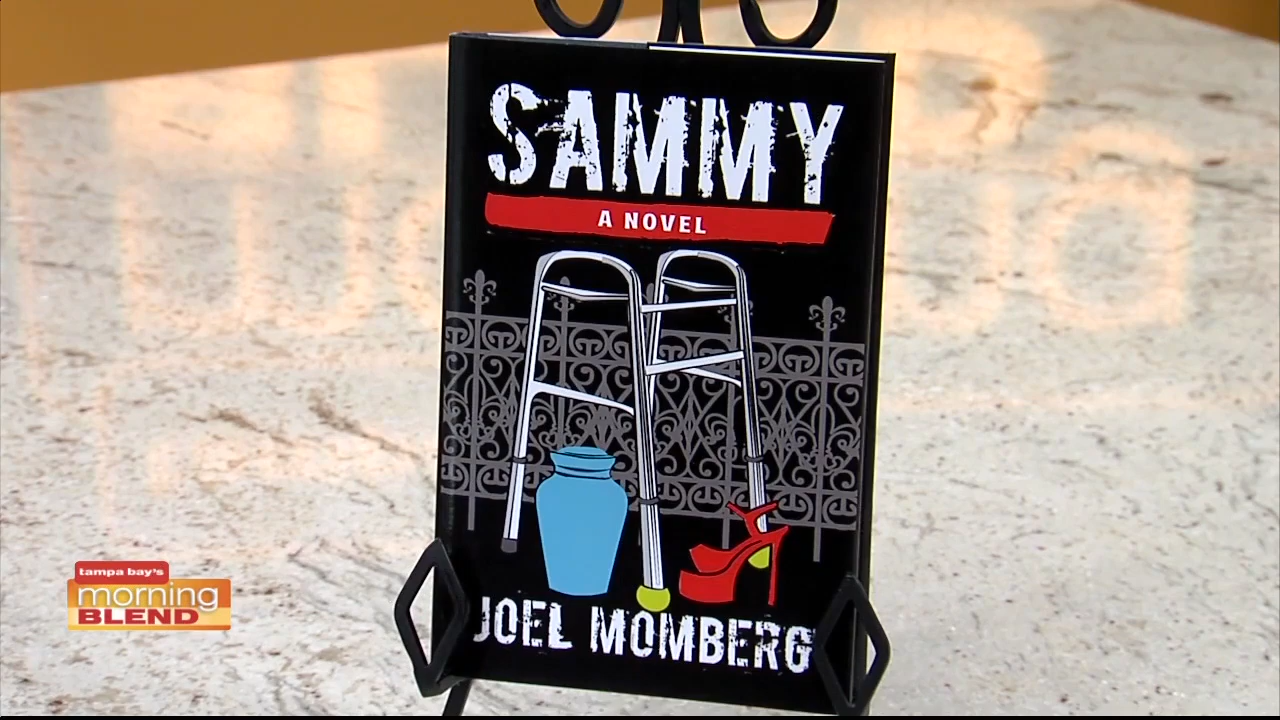 SAMMY
A NOVEL
JOEL MOMBERG
tampa bay's
morning
BLEND